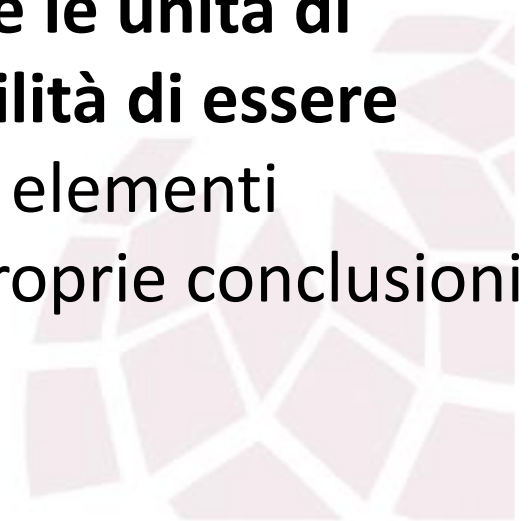 e le unità di
ilità di essere
elementi
roprie conclusioni